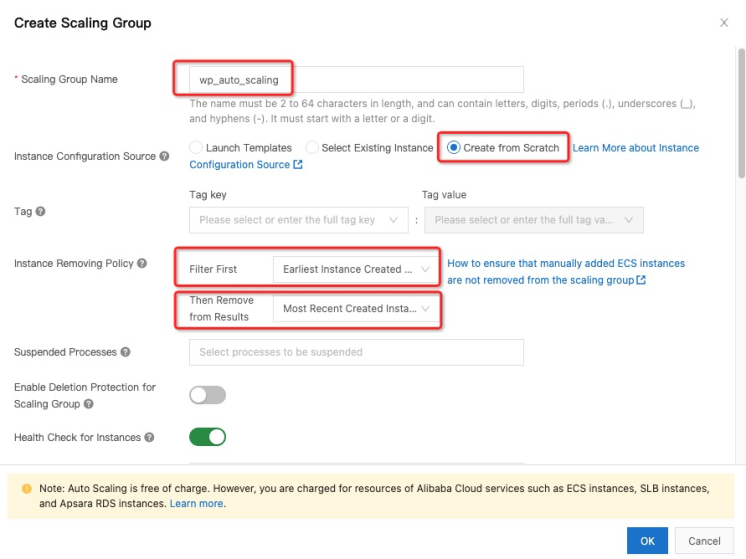 Create Scaling Group
* Scaling Group Name
wp_auto_scaling
The name must be 2 to 64 characters in length, and can contain letters, digits, periods (.), underscores (_),
and hyphens (-). It must start with a letter or a digit.
Instance Configuration Source
Launch Templates Select Existing Instance Create from Scratch Learn More about Instance
Configuration Source
Tag key Tag value
Tag
Please select or enter the full tag key : Please select or enter the full tag va...
Instance Removing Policy
Filter First Earliest Instance Created ...
How to ensure that manually added ECS instances
are not removed from the scaling group
Then Remove
from Results
Most Recent Created Insta...
Suspended Processes
Select processes to be suspended
Enable Deletion Protection for
Scaling Group
Health Check for Instances
Note: Auto Scaling is free of charge. However, you are charged for resources of Alibaba Cloud services such as ECS instances, SLB instances,
and Apsara RDS instances. Learn more.
OK Cancel